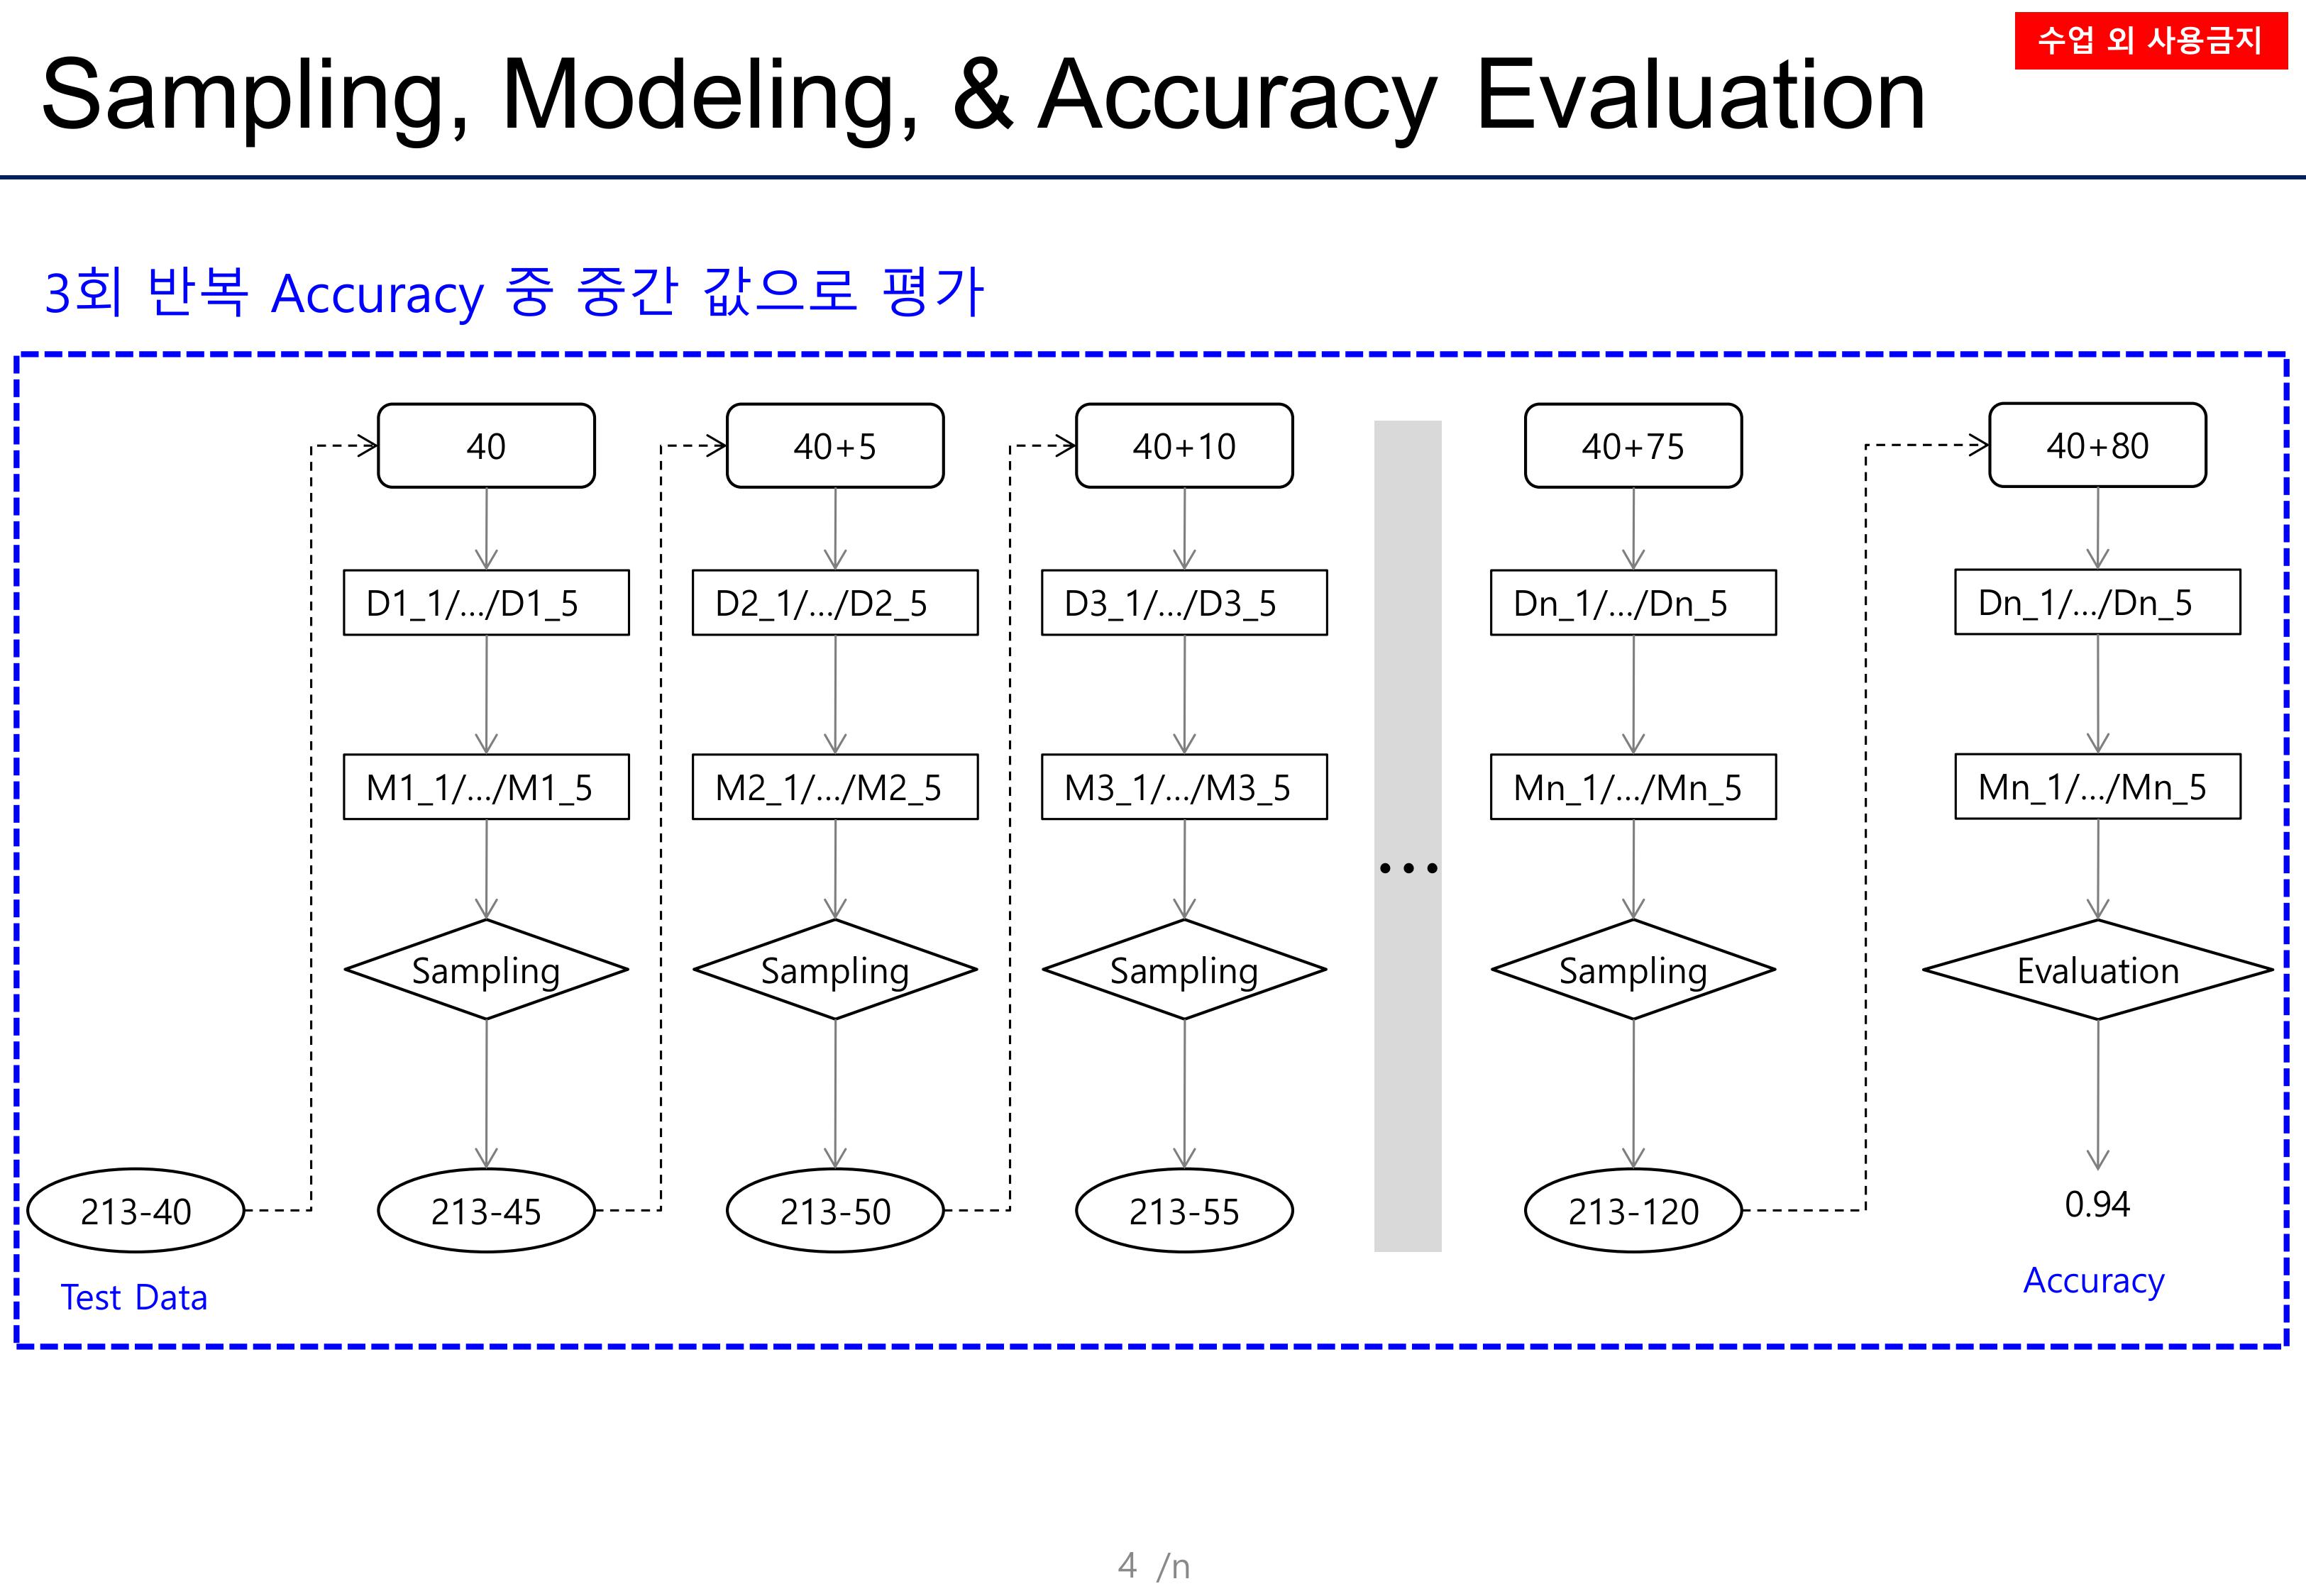 수업 외 사용금지
Sampling, Modeling, & Accuracy Evaluation
3회 반복 Accuracy 중 중간 값으로 평가
40
40+5
40+10
40+75
40+80
D1_1/.../D1_5
D2_1/.../D2_5
D3_1/.../D3_5
Dn_1/.../Dn_5
Dn_1/.../Dn_5
M1_1/.../M1_5
M2_1/.../M2_5
M3_1/.../M3_5
Mn_1/.../Mn_5
Mn_1/.../Mn_5
...
Sampling
Sampling
Sampling
Sampling
Evaluation
213-40
213-45
213-50
213-55
213-120
0.94
Test Data
Accuracy
4 /n